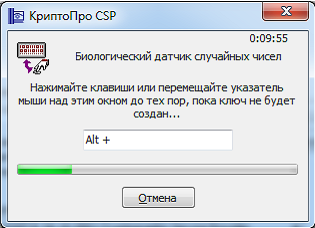 КриптоПро CSP
0:09:55
Биологический датчик случайных чисел
Нажимайте клавиши или перемещайте указатель
мыши над этим окном до тех пор, пока ключ не будет
создан...
Alt +
Отмена